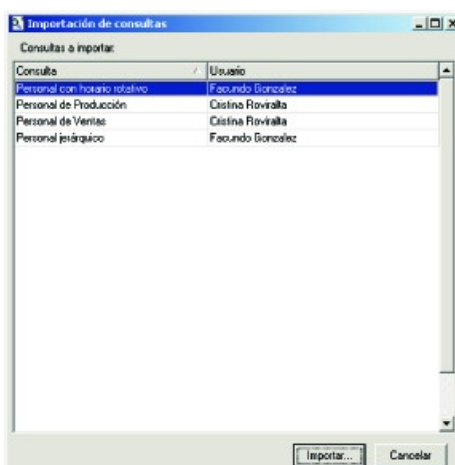 Importación de consultas
Consultas a importar:
Consulta Usuario
Personal con horario rotativo Facundo Gonzalez
Personal de Producción Cristina Roviralta
Personal de Ventas Cristina Roviralta
Personal jerárquico Facundo Gonzalez
Importar... Cancelar